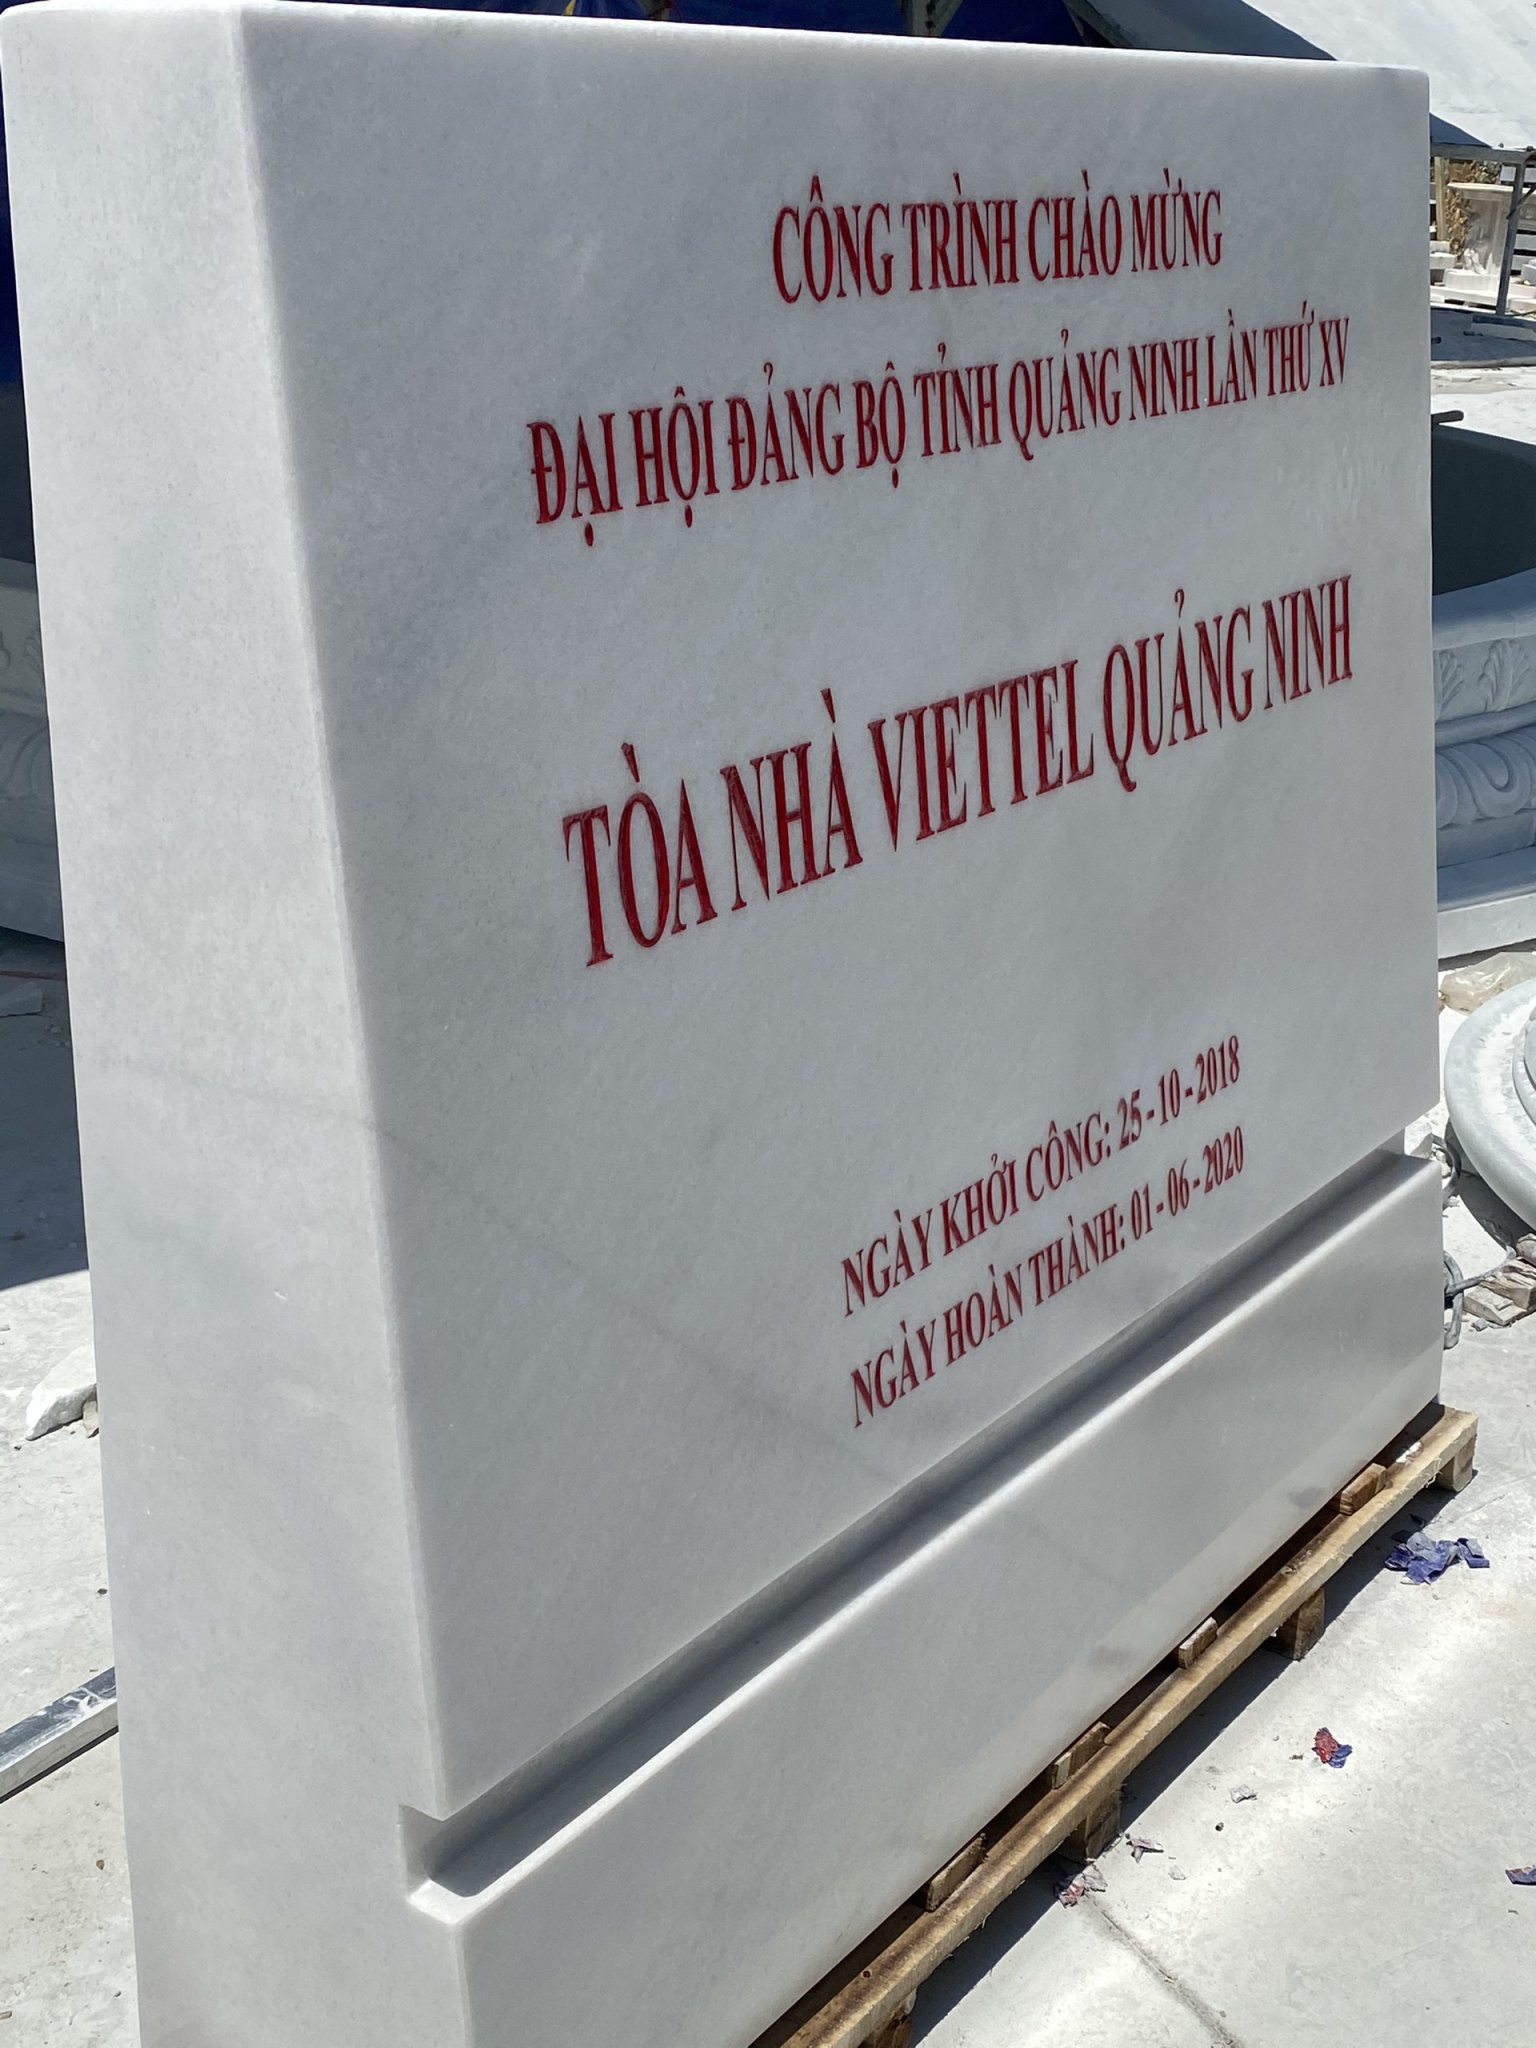 CÔNG TRÌNH CHÀO MỪNG
ĐẠI HỘI ĐẢNG BỘ TỈNH QUẢNG NINH LẦN THỨ XV
TÒA NHÀ VIETTEL QUẢNG NINH
NGÀY KHỞI CÔNG: 25 - 10 - 2018
NGÀY HOÀN THÀNH: 01 - 06 - 2020